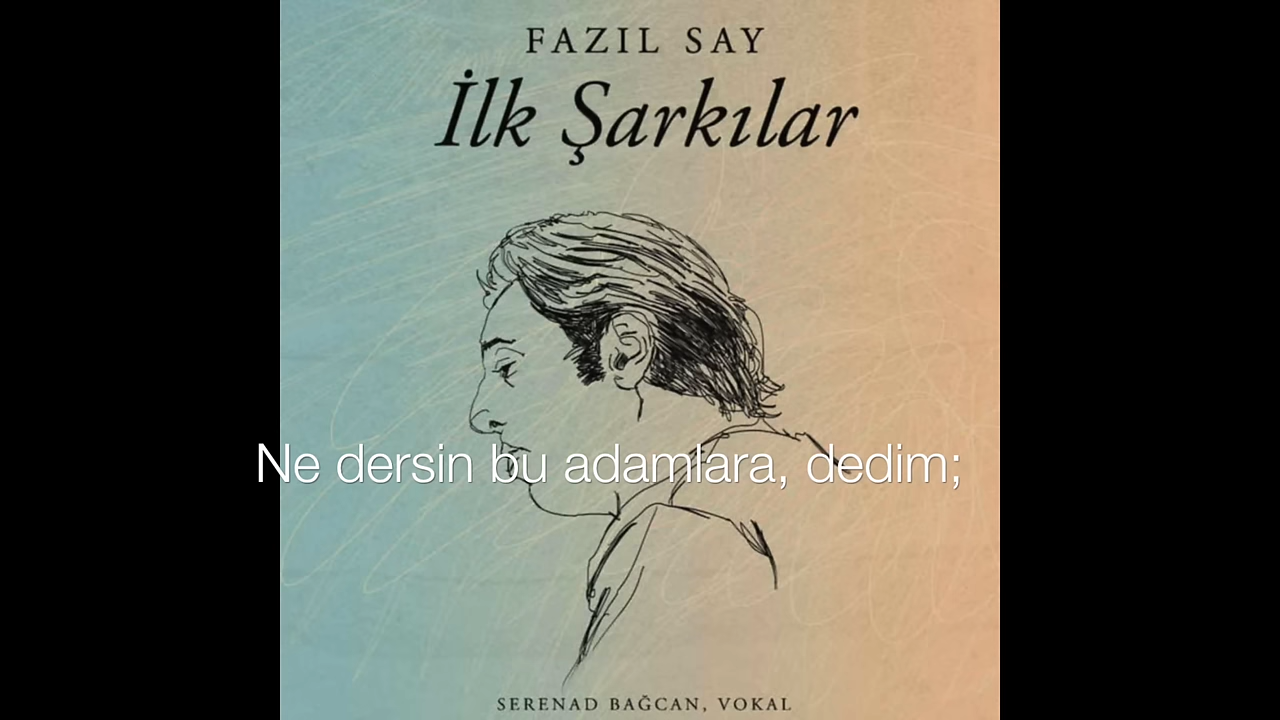 FAZIL SAY
İlk Şarkılar
Ne dersin bu adamlara, dedim;
SERENAD BAĞCAN, VOKAL